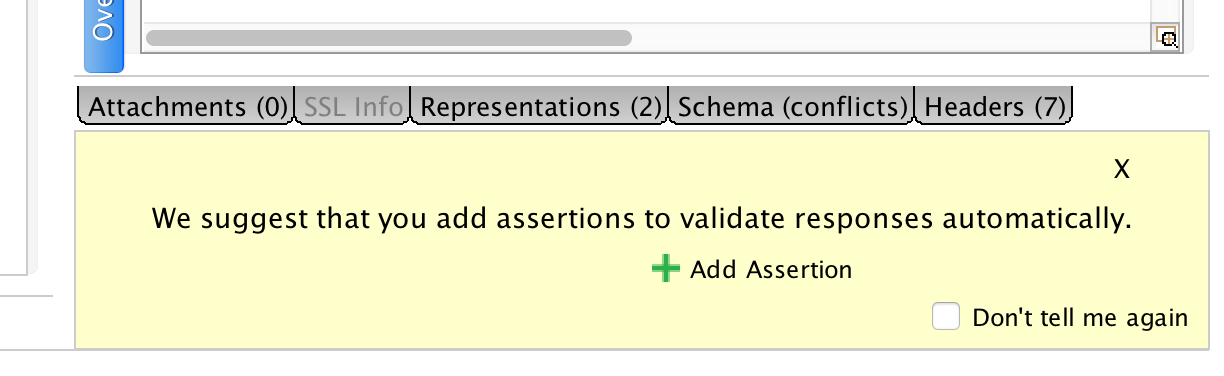 Attachments (0) SSL Info Representations (2) Schema (conflicts) Headers (7)
X
We suggest that you add assertions to validate responses automatically.
Add Assertion
Don't tell me again